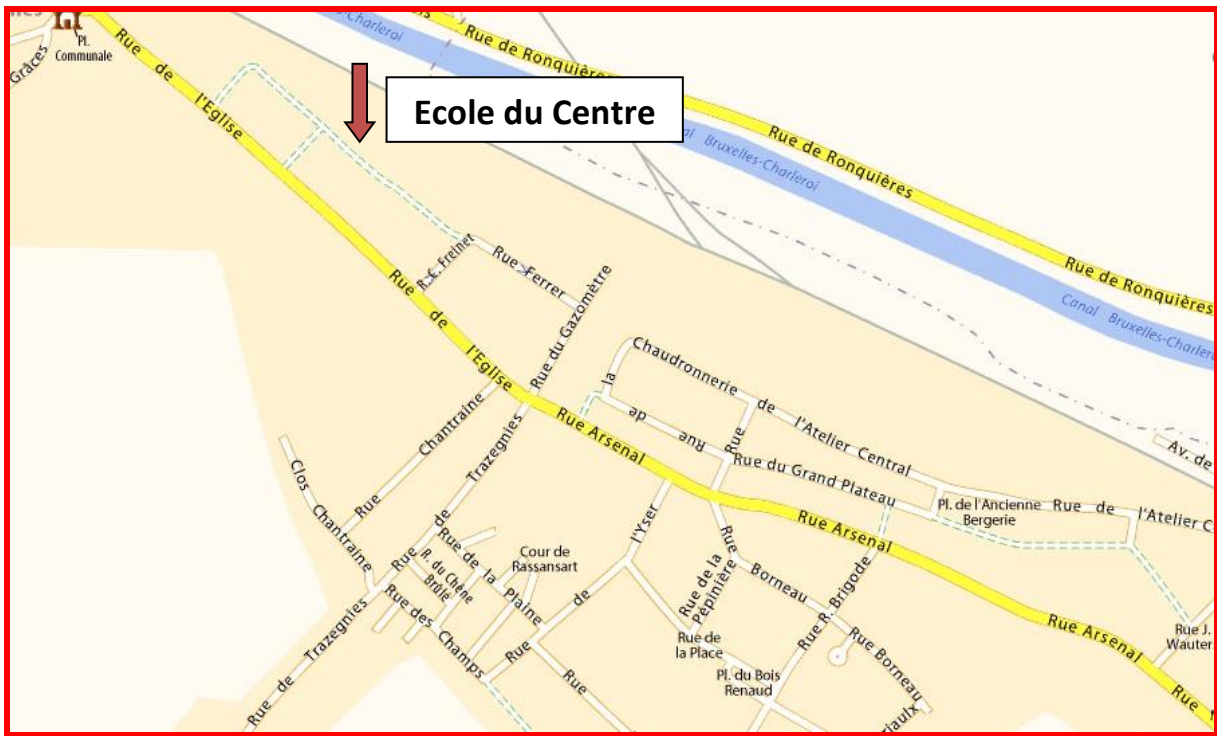 Pl.
Communale
Grâces
Rue de l'Eglise
Charleroi
Rue de Ronquières
Ecole du Centre
Bruxelles-Charleroi
Rue de Ronquières
Rue de Ronquières
Canal Bruxelles-Charleroi
R. C. Freinet
Rue Ferrer
Rue de l'Eglise
Rue du Gazomètre
Rue Chantraine
Clos Chantraine
Rue de Trazegnies
Rue Arsenal
Rue de la Chaudronnerie
Rue de l'Atelier Central
Rue du Grand Plateau
Av. de
Pl. de l'Ancienne
Bergerie
Rue de l'Atelier C
Rue Arsenal
Rue de la Plaine
R. du Chêne
Brûlé
Cour de
Rassansart
Rue de l'Yser
Rue des Champs
Rue de la
Pépinière
Rue Borneau
Rue R. Brigode
Rue Arsenal
Rue J.
Wauter
Rue de
la Place
Pl. du Bois
Renaud
Rue Borneau
Rue de Trazegnies
Rue
Rue
riaulx